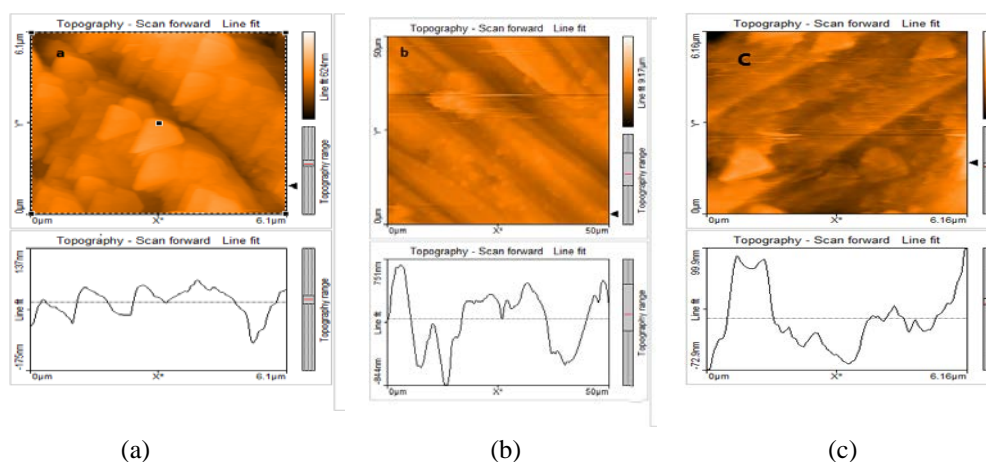 Topography - Scan forward Line fit
6.1µm
Y*
0µm
a
0µm X* 6.1µm
Line fit 624nm
Topography range
Topography - Scan forward Line fit
137nm
Line fit
-175nm
0µm X* 6.1µm
Topography range
(a)
Topography - Scan forward Line fit
50µm
Y*
0µm
b
0µm X* 50µm
Line fit 9.17µm
Topography range
Topography - Scan forward Line fit
751nm
Line fit
-844nm
0µm X* 50µm
Topography range
(b)
Topography - Scan forward Line fit
6.16µm
Y*
0µm
C
0µm X* 6.16µm
Topography - Scan forward Line fit
99.9nm
Line fit
-72.9nm
0µm X* 6.16µm
(c)